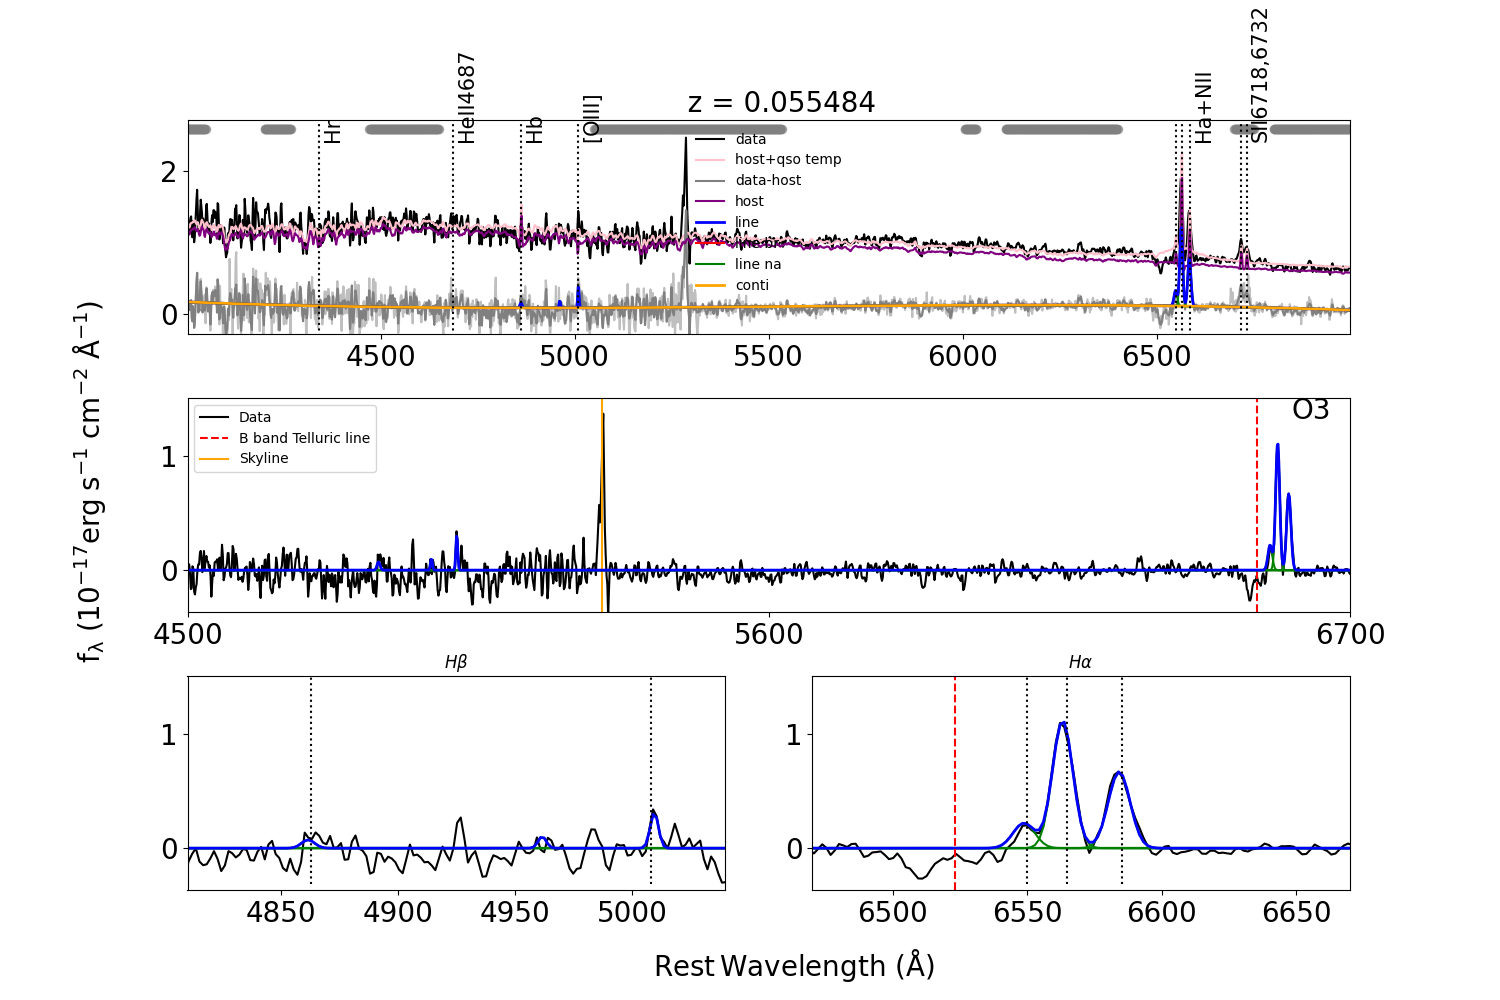 z = 0.055484
Hr
HeII4687
Hb
[OIII]
Ha+NII
SII6718,6732
data
host+qso temp
data-host
host
line
line na
conti
2
0
4500
5000
5500
6000
6500
f_λ (10⁻¹⁷erg s⁻¹ cm⁻² Å⁻¹)
O3
Data
B band Telluric line
Skyline
1
0
4500
5600
6700
Hβ
1
0
4850
4900
4950
5000
Hα
1
0
6500
6550
6600
6650
Rest Wavelength (Å)